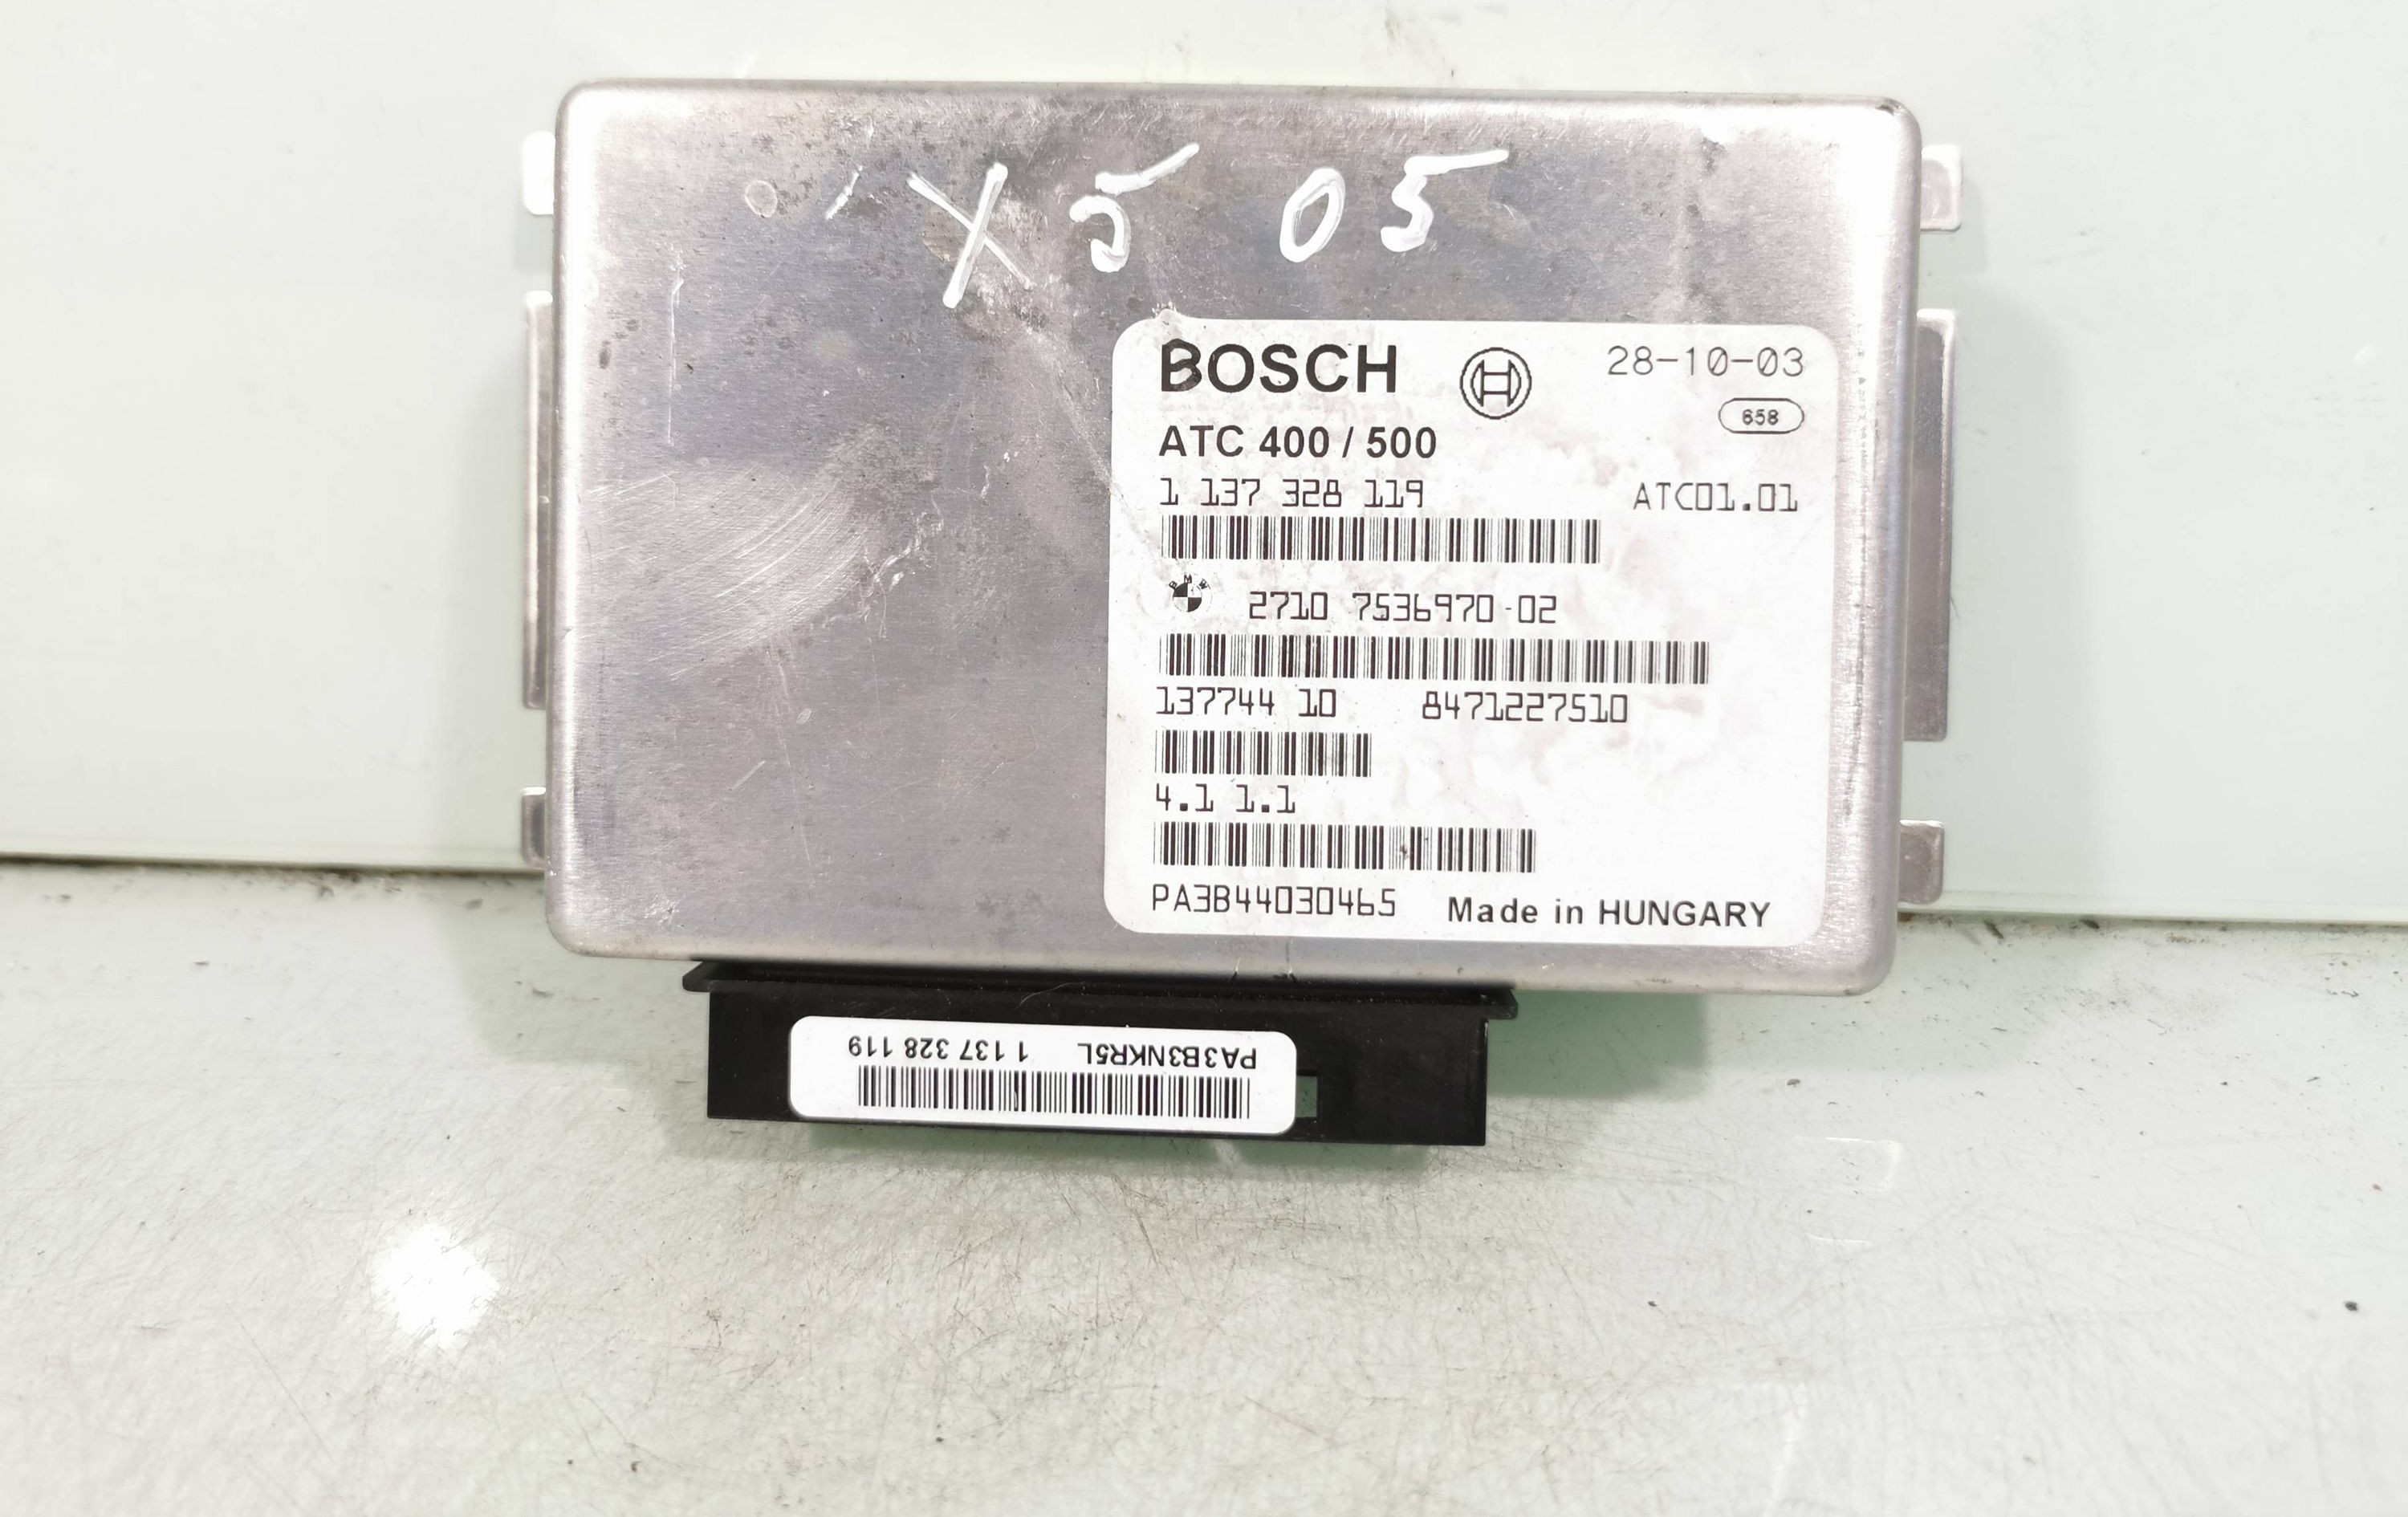 X5 05
BOSCH 28-10-03
658
ATC 400 / 500
1 137 328 119 ATC01.01
BMW
2710 7536970-02
137744 10 8471227510
4.1 1.1
PA3B44030465 Made in HUNGARY
PA3B3NKR5L 1 137 328 119